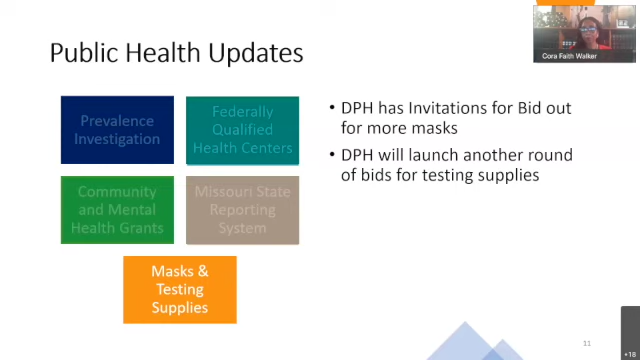 Public Health Updates
Cora Faith Walker
Prevalence
Investigation
Federally
Qualified
Health Centers
Community
and Mental
Health Grants
Missouri State
Reporting
System
Masks &
Testing
Supplies
• DPH has Invitations for Bid out
for more masks
• DPH will launch another round
of bids for testing supplies
11
+18